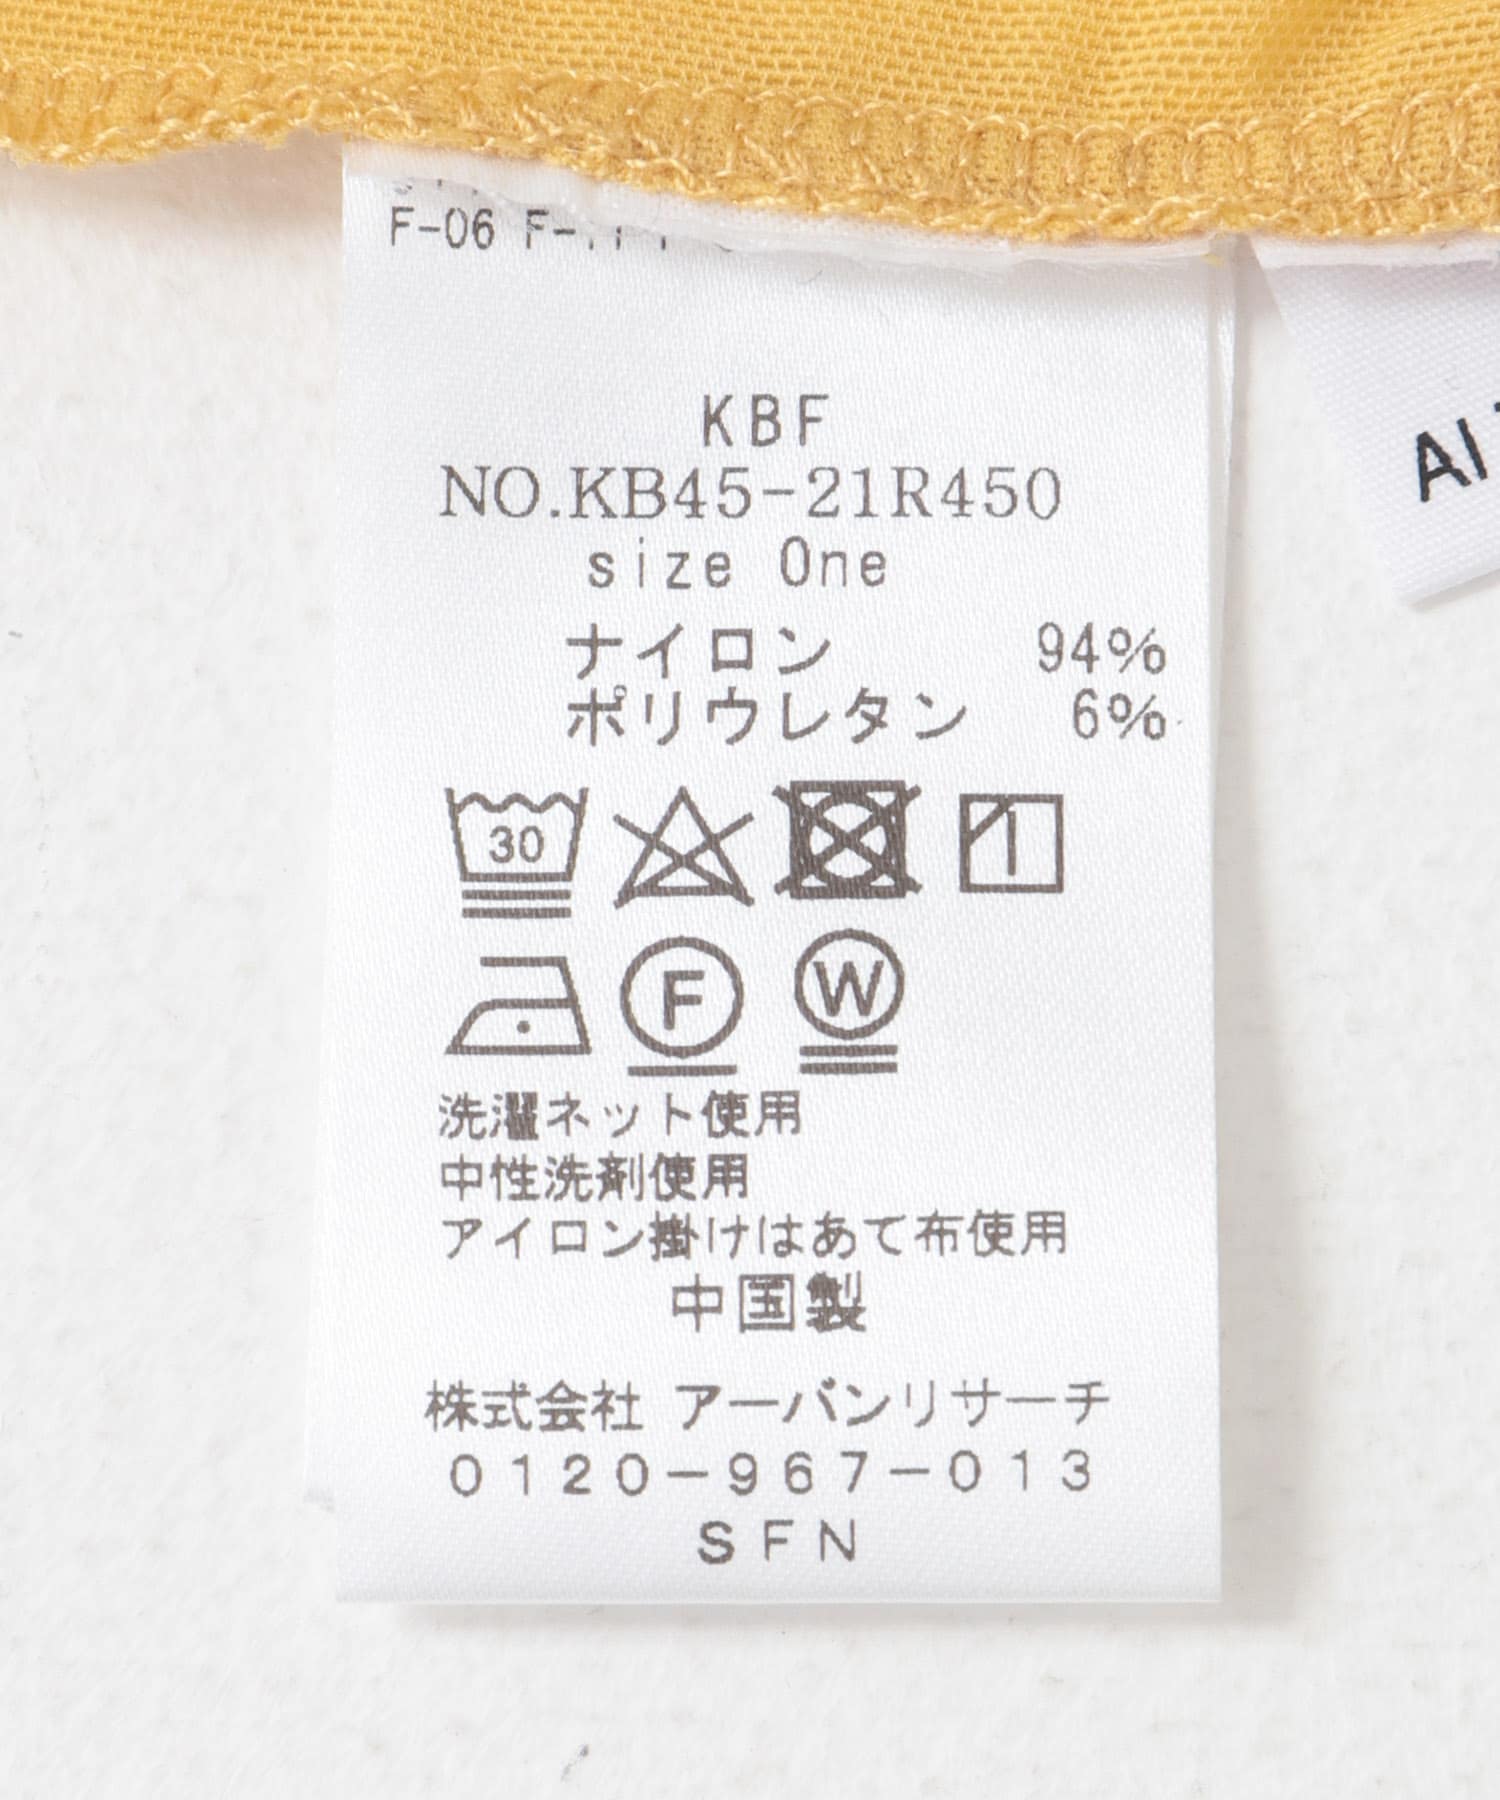 F-06
KBF
NO.KB45-21R450
size One
ナイロン 94%
ポリウレタン 6%
30
F W
洗濯ネット使用
中性洗剤使用
アイロン掛けはあて布使用
中国製
株式会社 アーバンリサーチ
0120-967-013
SFN